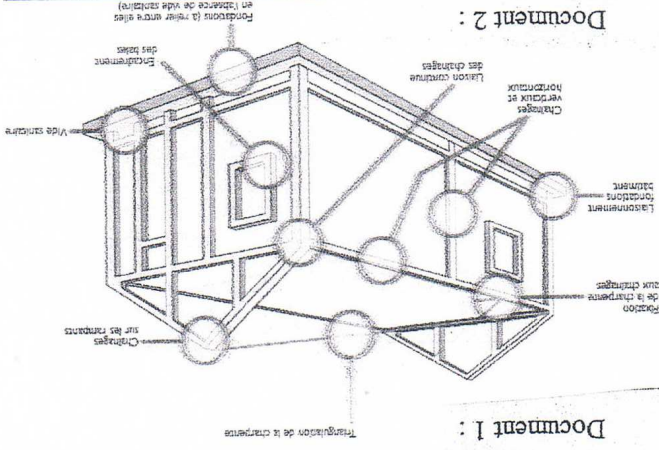 Document 1 :
Triangulation de la charpente
Chaînages
sur les rampants
Fixation
de la charpente
aux chaînages
Liaisonnement
fondations
bâtiment
Chaînages
verticaux et
horizontaux
Liaison continue
des chaînages
Vide sanitaire
Encadrement
des baies
Fondations (à relier entre elles
en l'absence de vide sanitaire)
Document 2 :